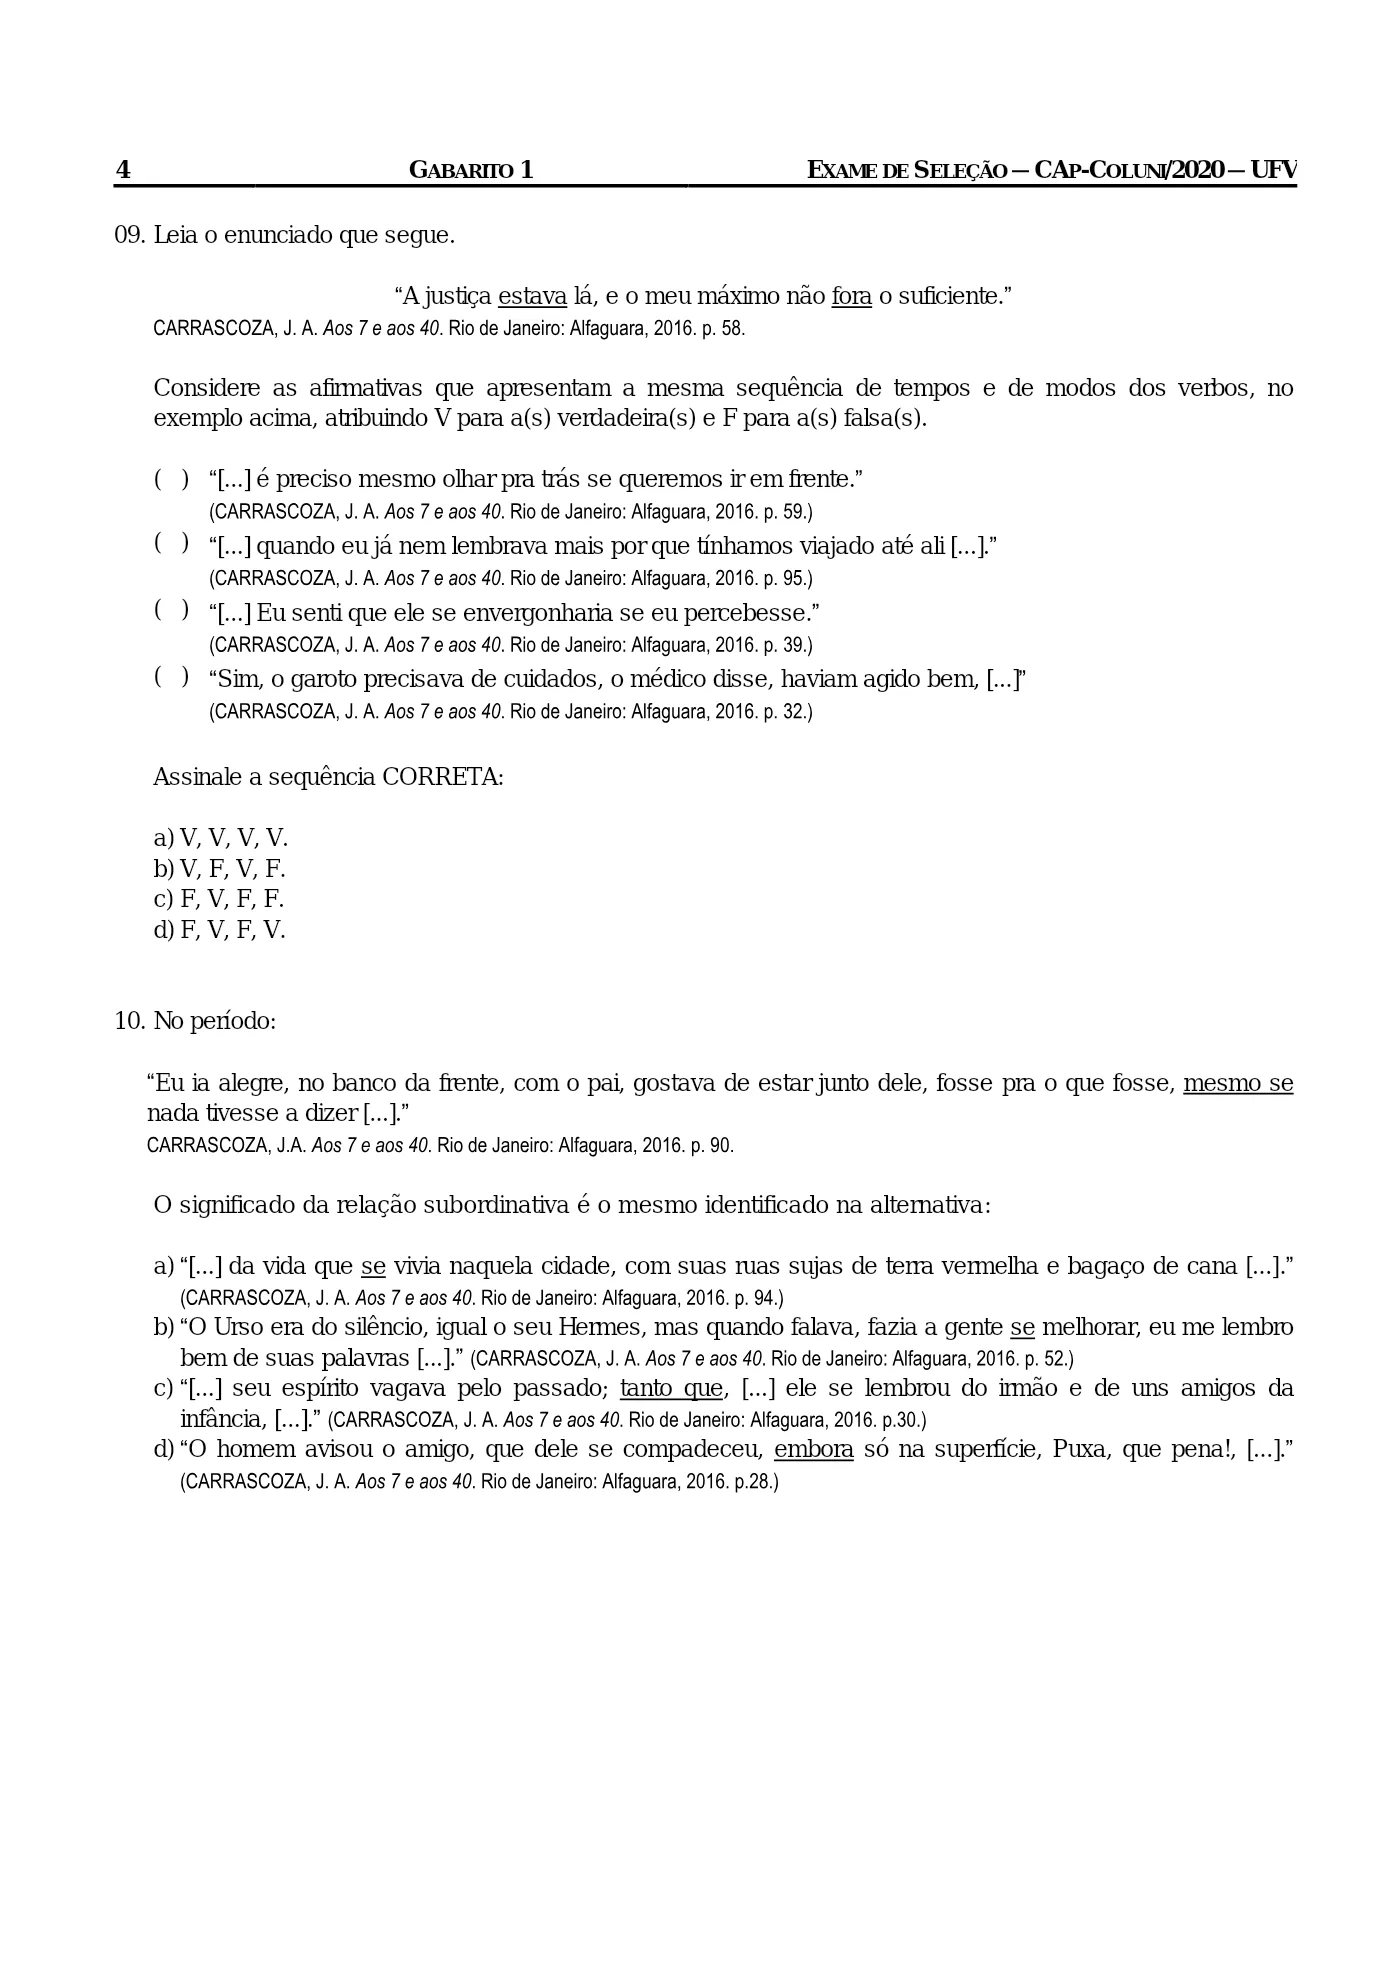 4 GABARITO 1 EXAME DE SELEÇÃO — CAP-COLUNI/2020 — UFV
09. Leia o enunciado que segue.
“A justiça estava lá, e o meu máximo não fora o suficiente.”
CARRASCOZA, J. A. Aos 7 e aos 40. Rio de Janeiro: Alfaguara, 2016. p. 58.
Considere as afirmativas que apresentam a mesma sequência de tempos e de modos dos verbos, no
exemplo acima, atribuindo V para a(s) verdadeira(s) e F para a(s) falsa(s).
( ) “[...] é preciso mesmo olhar pra trás se queremos ir em frente.”
(CARRASCOZA, J. A. Aos 7 e aos 40. Rio de Janeiro: Alfaguara, 2016. p. 59.)
( ) “[...] quando eu já nem lembrava mais por que tínhamos viajado até ali [...].”
(CARRASCOZA, J. A. Aos 7 e aos 40. Rio de Janeiro: Alfaguara, 2016. p. 95.)
( ) “[...] Eu senti que ele se envergonharia se eu percebesse.”
(CARRASCOZA, J. A. Aos 7 e aos 40. Rio de Janeiro: Alfaguara, 2016. p. 39.)
( ) “Sim, o garoto precisava de cuidados, o médico disse, haviam agido bem, [...]”
(CARRASCOZA, J. A. Aos 7 e aos 40. Rio de Janeiro: Alfaguara, 2016. p. 32.)
Assinale a sequência CORRETA:
a) V, V, V, V.
b) V, F, V, F.
c) F, V, F, F.
d) F, V, F, V.
10. No período:
“Eu ia alegre, no banco da frente, com o pai, gostava de estar junto dele, fosse pra o que fosse, mesmo se
nada tivesse a dizer [...].”
CARRASCOZA, J.A. Aos 7 e aos 40. Rio de Janeiro: Alfaguara, 2016. p. 90.
O significado da relação subordinativa é o mesmo identificado na alternativa:
a) “[...] da vida que se vivia naquela cidade, com suas ruas sujas de terra vermelha e bagaço de cana [...].”
(CARRASCOZA, J. A. Aos 7 e aos 40. Rio de Janeiro: Alfaguara, 2016. p. 94.)
b) “O Urso era do silêncio, igual o seu Hermes, mas quando falava, fazia a gente se melhorar, eu me lembro
bem de suas palavras [...].” (CARRASCOZA, J. A. Aos 7 e aos 40. Rio de Janeiro: Alfaguara, 2016. p. 52.)
c) “[...] seu espírito vagava pelo passado; tanto que, [...] ele se lembrou do irmão e de uns amigos da
infância, [...].” (CARRASCOZA, J. A. Aos 7 e aos 40. Rio de Janeiro: Alfaguara, 2016. p.30.)
d) “O homem avisou o amigo, que dele se compadeceu, embora só na superfície, Puxa, que pena!, [...].”
(CARRASCOZA, J. A. Aos 7 e aos 40. Rio de Janeiro: Alfaguara, 2016. p.28.)